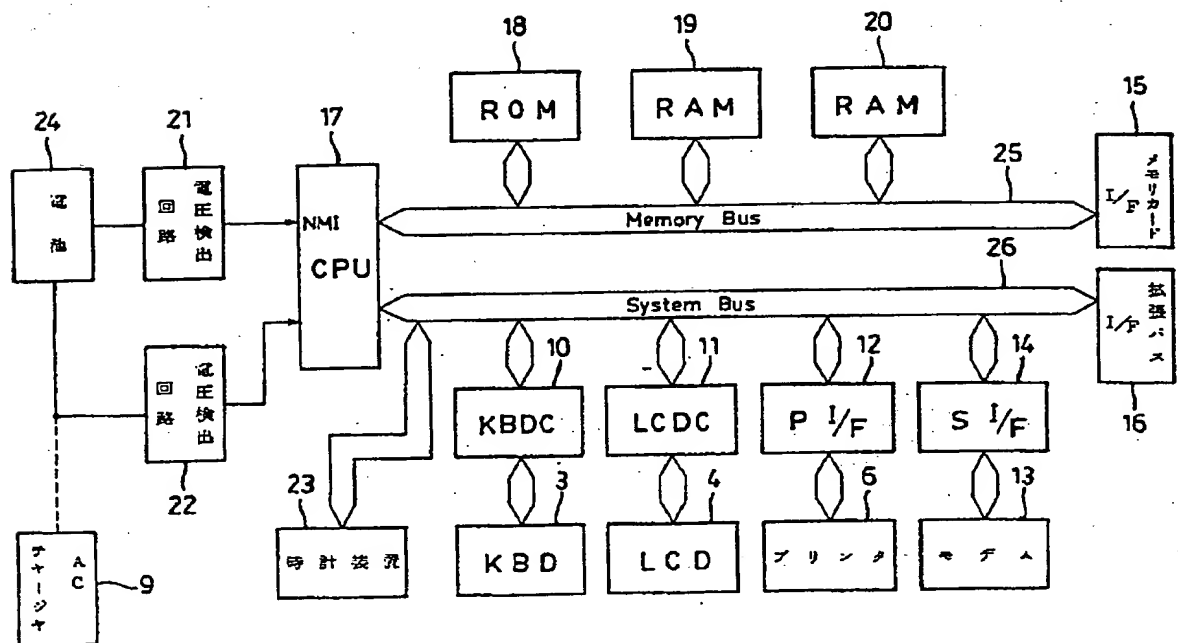 18
19
20
ROM
RAM
RAM
15
メモリカード
I/F
24
21
17
電池
電圧検出
回路
NMI
CPU
25
Memory Bus
26
System Bus
拡張バス
I/F
16
電圧検出
回路
22
10
11
12
14
KBDC
LCDC
P I/F
S I/F
23
3
4
6
13
時計装置
KBD
LCD
プリンタ
モデム
AC
チャージャ
9